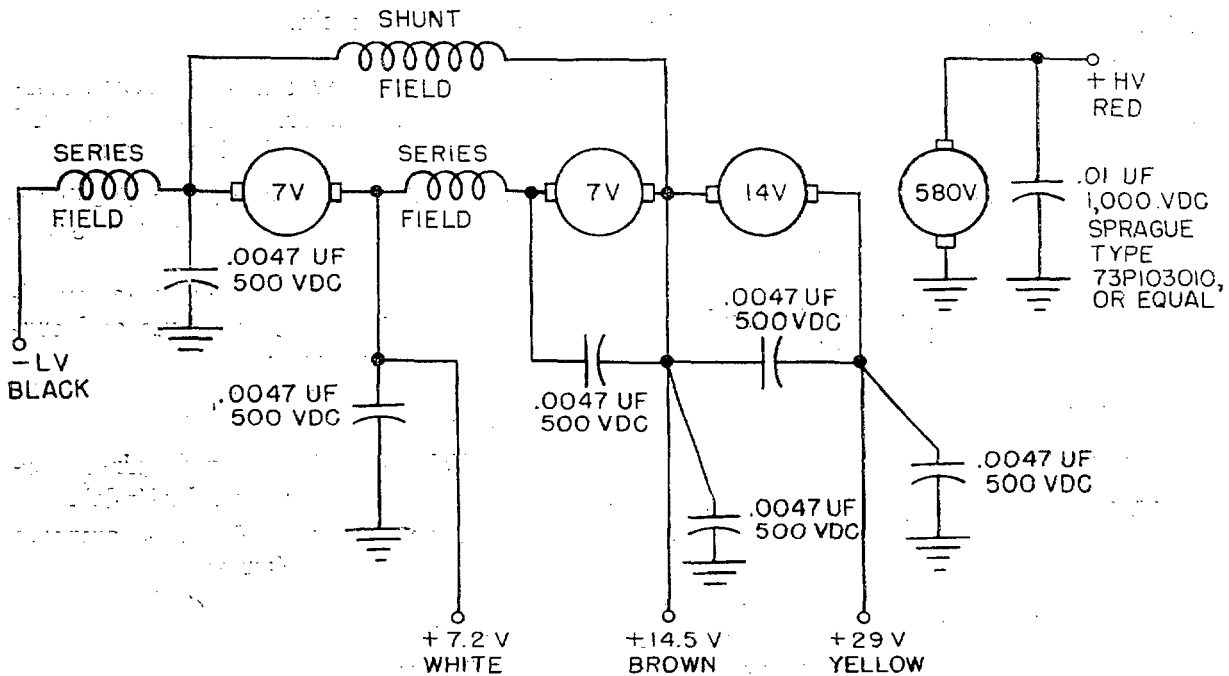 SHUNT
FIELD
SERIES
FIELD
7V
SERIES
FIELD
7V
14V
580V
+ HV
RED
.01 UF
1,000 VDC
SPRAGUE
TYPE
73P103010,
OR EQUAL
.0047 UF
500 VDC
- LV
BLACK
.0047 UF
500 VDC
.0047 UF
500 VDC
.0047 UF
500 VDC
.0047 UF
500 VDC
.0047 UF
500 VDC
+ 7.2 V
WHITE
+14.5 V
BROWN
+29 V
YELLOW